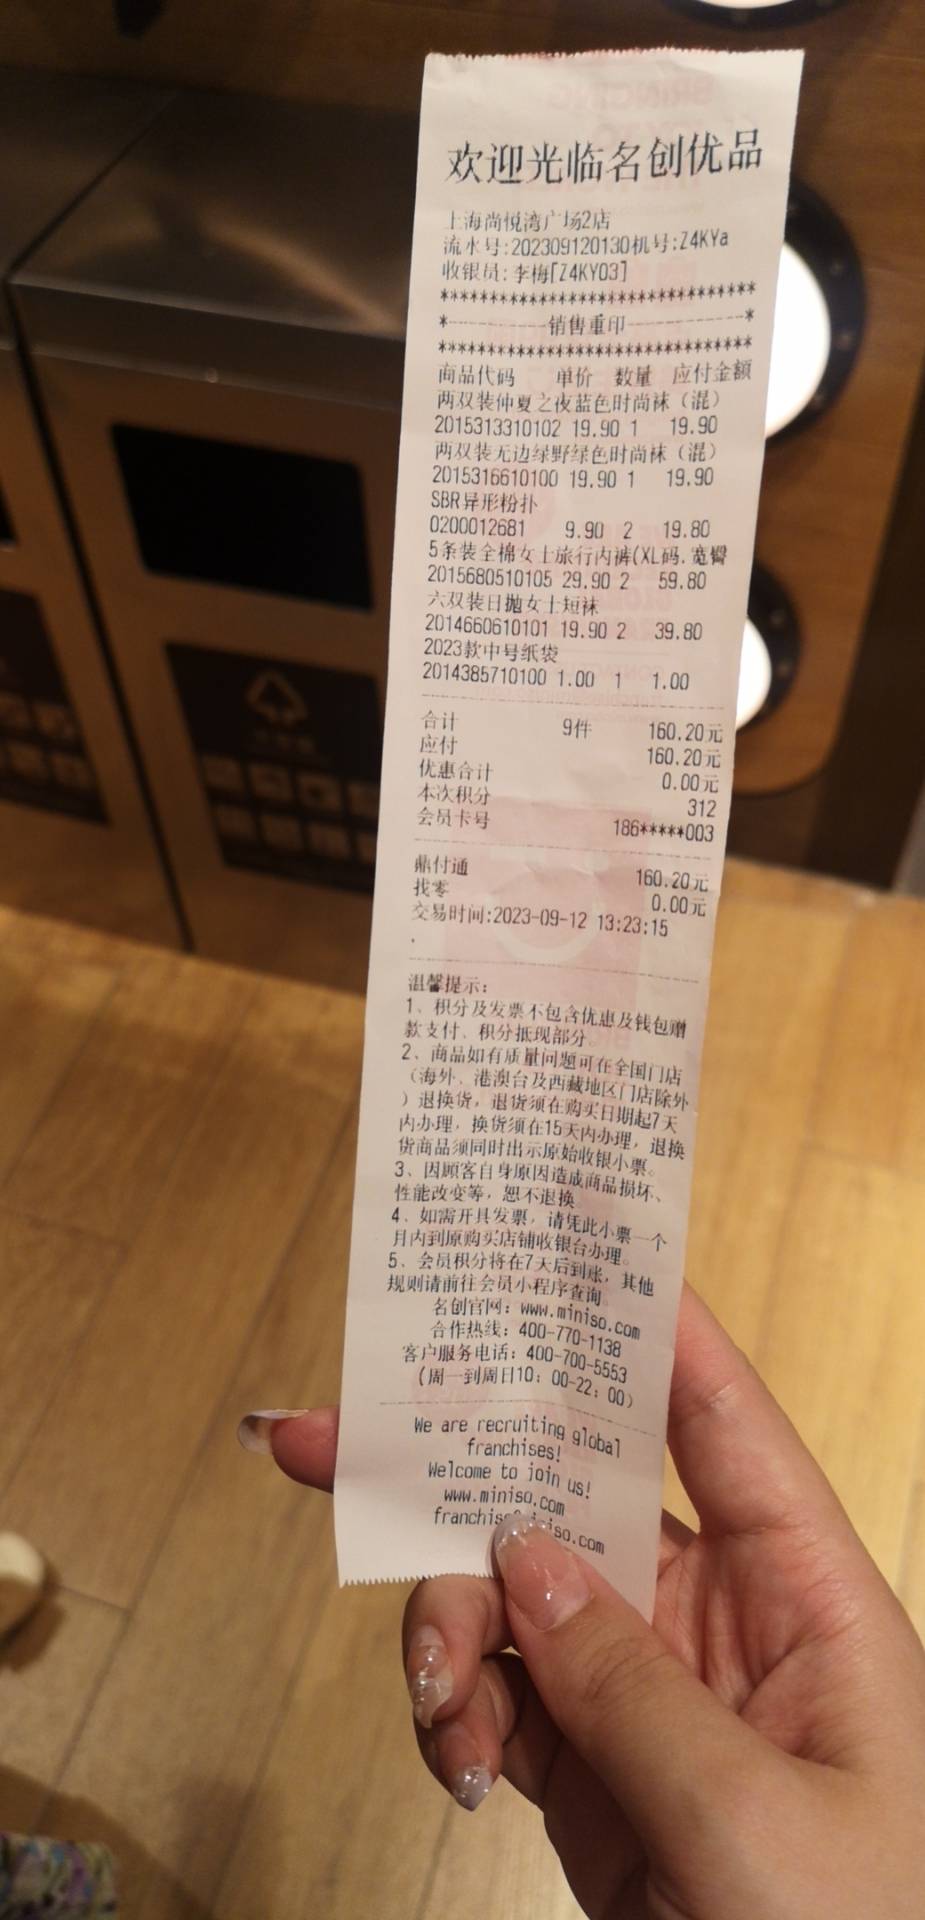 欢迎光临名创优品
上海尚悦湾广场2店
流水号:202309120130机号:Z4KYa
收银员:李梅[Z4KY03]
*******************************
*-----------销售重印-------------*
*******************************
商品代码 单价 数量 应付金额
两双装仲夏之夜蓝色时尚袜（混）
2015313310102 19.90 1 19.90
两双装无边绿野绿色时尚袜（混）
2015316610100 19.90 1 19.90
SBR异形粉扑
0200012681 9.90 2 19.80
5条装全棉女士旅行内裤(XL码.宽臀
2015680510105 29.90 2 59.80
六双装日抛女士短袜
2014660610101 19.90 2 39.80
2023款中号纸袋
2014385710100 1.00 1 1.00
合计 9件 160.20元
应付 160.20元
优惠合计 0.00元
本次积分 312
会员卡号 186*****003
鼎付通 160.20元
找零 0.00元
交易时间:2023-09-12 13:23:15
.
温馨提示:
1、积分及发票不包含优惠及钱包赠
款支付、积分抵现部分
2、商品如有质量问题可在全国门店
（海外、港澳台及西藏地区门店除外
）退换货，退货须在购买日期起7天
内办理，换货须在15天内办理，退换
货商品须同时出示原始收银小票。
3、因顾客自身原因造成商品损坏、
性能改变等，恕不退换
4、如需开具发票，请凭此小票一个
月内到原购买店铺收银台办理。
5、会员积分将在7天后到账，其他
规则请前往会员小程序查询。
名创官网：www.miniso.com
合作热线：400-770-1138
客户服务电话：400-700-5553
(周一到周日10：00-22：00)
We are recruiting global
franchises!
Welcome to join us!
www.miniso.com